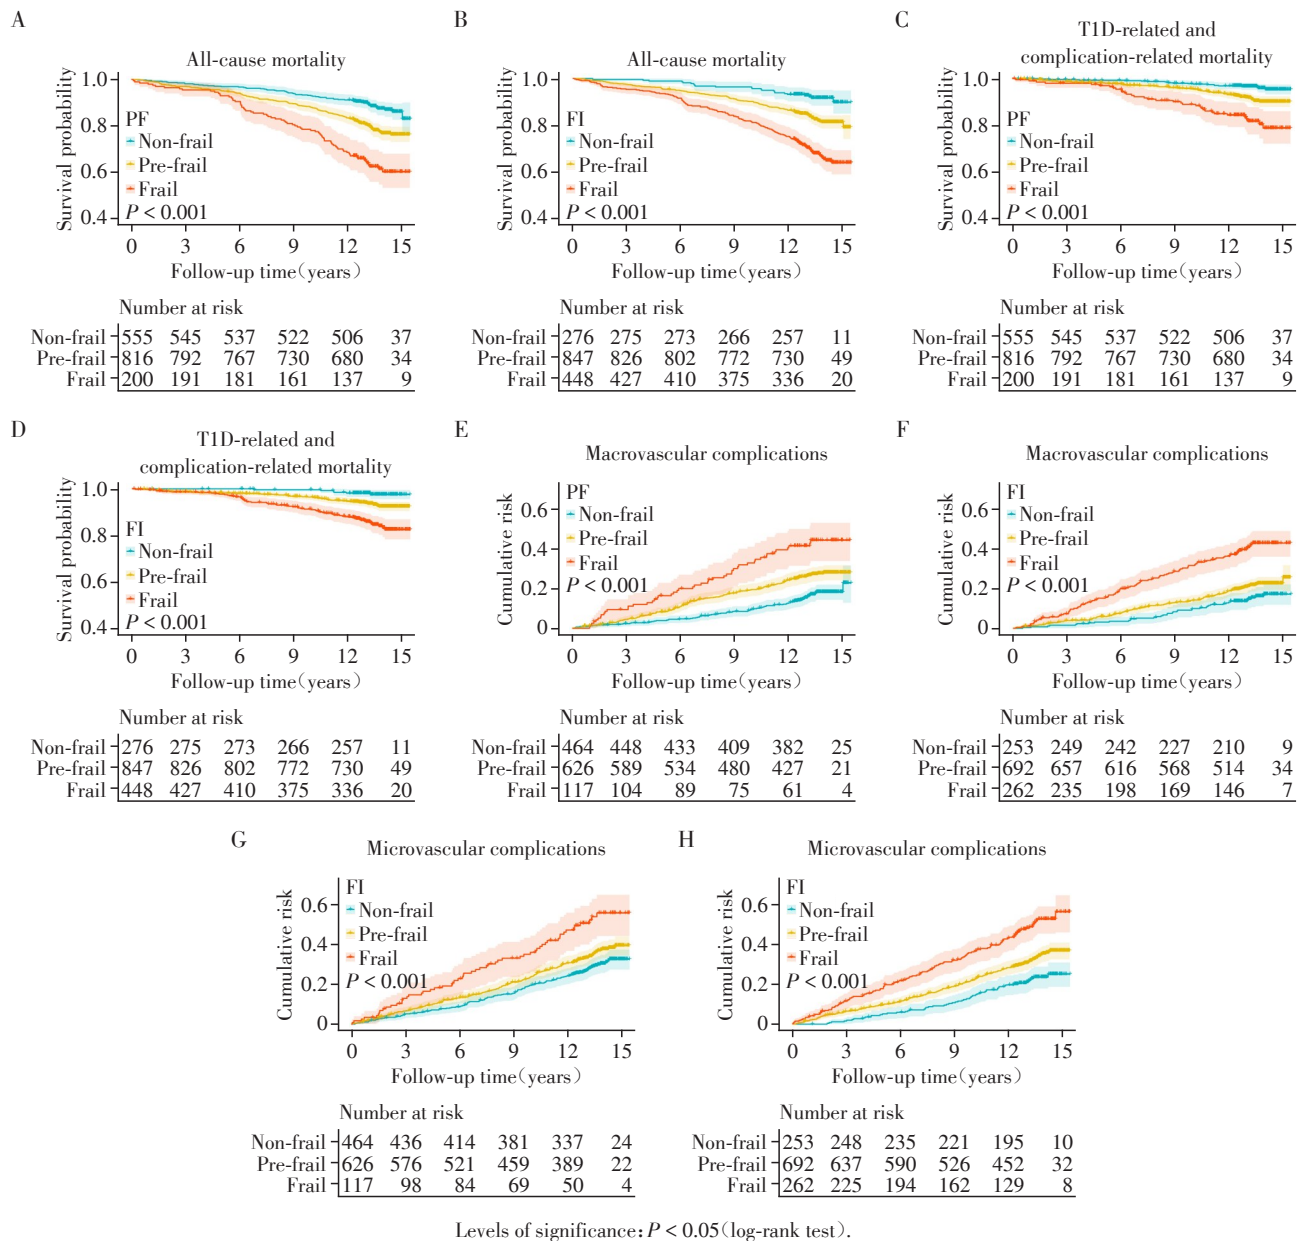 A
All-cause mortality
Survival probability
1.0
0.8
0.6
0.4
PF
Non-frail
Pre-frail
Frail
P < 0.001
0 3 6 9 12 15
Follow-up time(years)
Number at risk
Non-frail 555 545 537 522 506 37
Pre-frail 816 792 767 730 680 34
Frail 200 191 181 161 137 9
B
All-cause mortality
Survival probability
1.0
0.8
0.6
0.4
FI
Non-frail
Pre-frail
Frail
P < 0.001
0 3 6 9 12 15
Follow-up time(years)
Number at risk
Non-frail 276 275 273 266 257 11
Pre-frail 847 826 802 772 730 49
Frail 448 427 410 375 336 20
C
T1D-related and
complication-related mortality
Survival probability
1.0
0.8
0.6
0.4
PF
Non-frail
Pre-frail
Frail
P < 0.001
0 3 6 9 12 15
Follow-up time(years)
Number at risk
Non-frail 555 545 537 522 506 37
Pre-frail 816 792 767 730 680 34
Frail 200 191 181 161 137 9
D
T1D-related and
complication-related mortality
Survival probability
1.0
0.8
0.6
0.4
FI
Non-frail
Pre-frail
Frail
P < 0.001
0 3 6 9 12 15
Follow-up time(years)
Number at risk
Non-frail 276 275 273 266 257 11
Pre-frail 847 826 802 772 730 49
Frail 448 427 410 375 336 20
E
Macrovascular complications
Cumulative risk
0.6
0.4
0.2
0
PF
Non-frail
Pre-frail
Frail
P < 0.001
0 3 6 9 12 15
Follow-up time(years)
Number at risk
Non-frail 464 448 433 409 382 25
Pre-frail 626 589 534 480 427 21
Frail 117 104 89 75 61 4
F
Macrovascular complications
Cumulative risk
0.6
0.4
0.2
0
FI
Non-frail
Pre-frail
Frail
P < 0.001
0 3 6 9 12 15
Follow-up time(years)
Number at risk
Non-frail 253 249 242 227 210 9
Pre-frail 692 657 616 568 514 34
Frail 262 235 198 169 146 7
G
Microvascular complications
Cumulative risk
0.6
0.4
0.2
0
FI
Non-frail
Pre-frail
Frail
P < 0.001
0 3 6 9 12 15
Follow-up time(years)
Number at risk
Non-frail 464 436 414 381 337 24
Pre-frail 626 576 521 459 389 22
Frail 117 98 84 69 50 4
H
Microvascular complications
Cumulative risk
0.6
0.4
0.2
0
FI
Non-frail
Pre-frail
Frail
P < 0.001
0 3 6 9 12 15
Follow-up time(years)
Number at risk
Non-frail 253 248 235 221 195 10
Pre-frail 692 637 590 526 452 32
Frail 262 225 194 162 129 8
Levels of significance: P < 0.05(log-rank test).